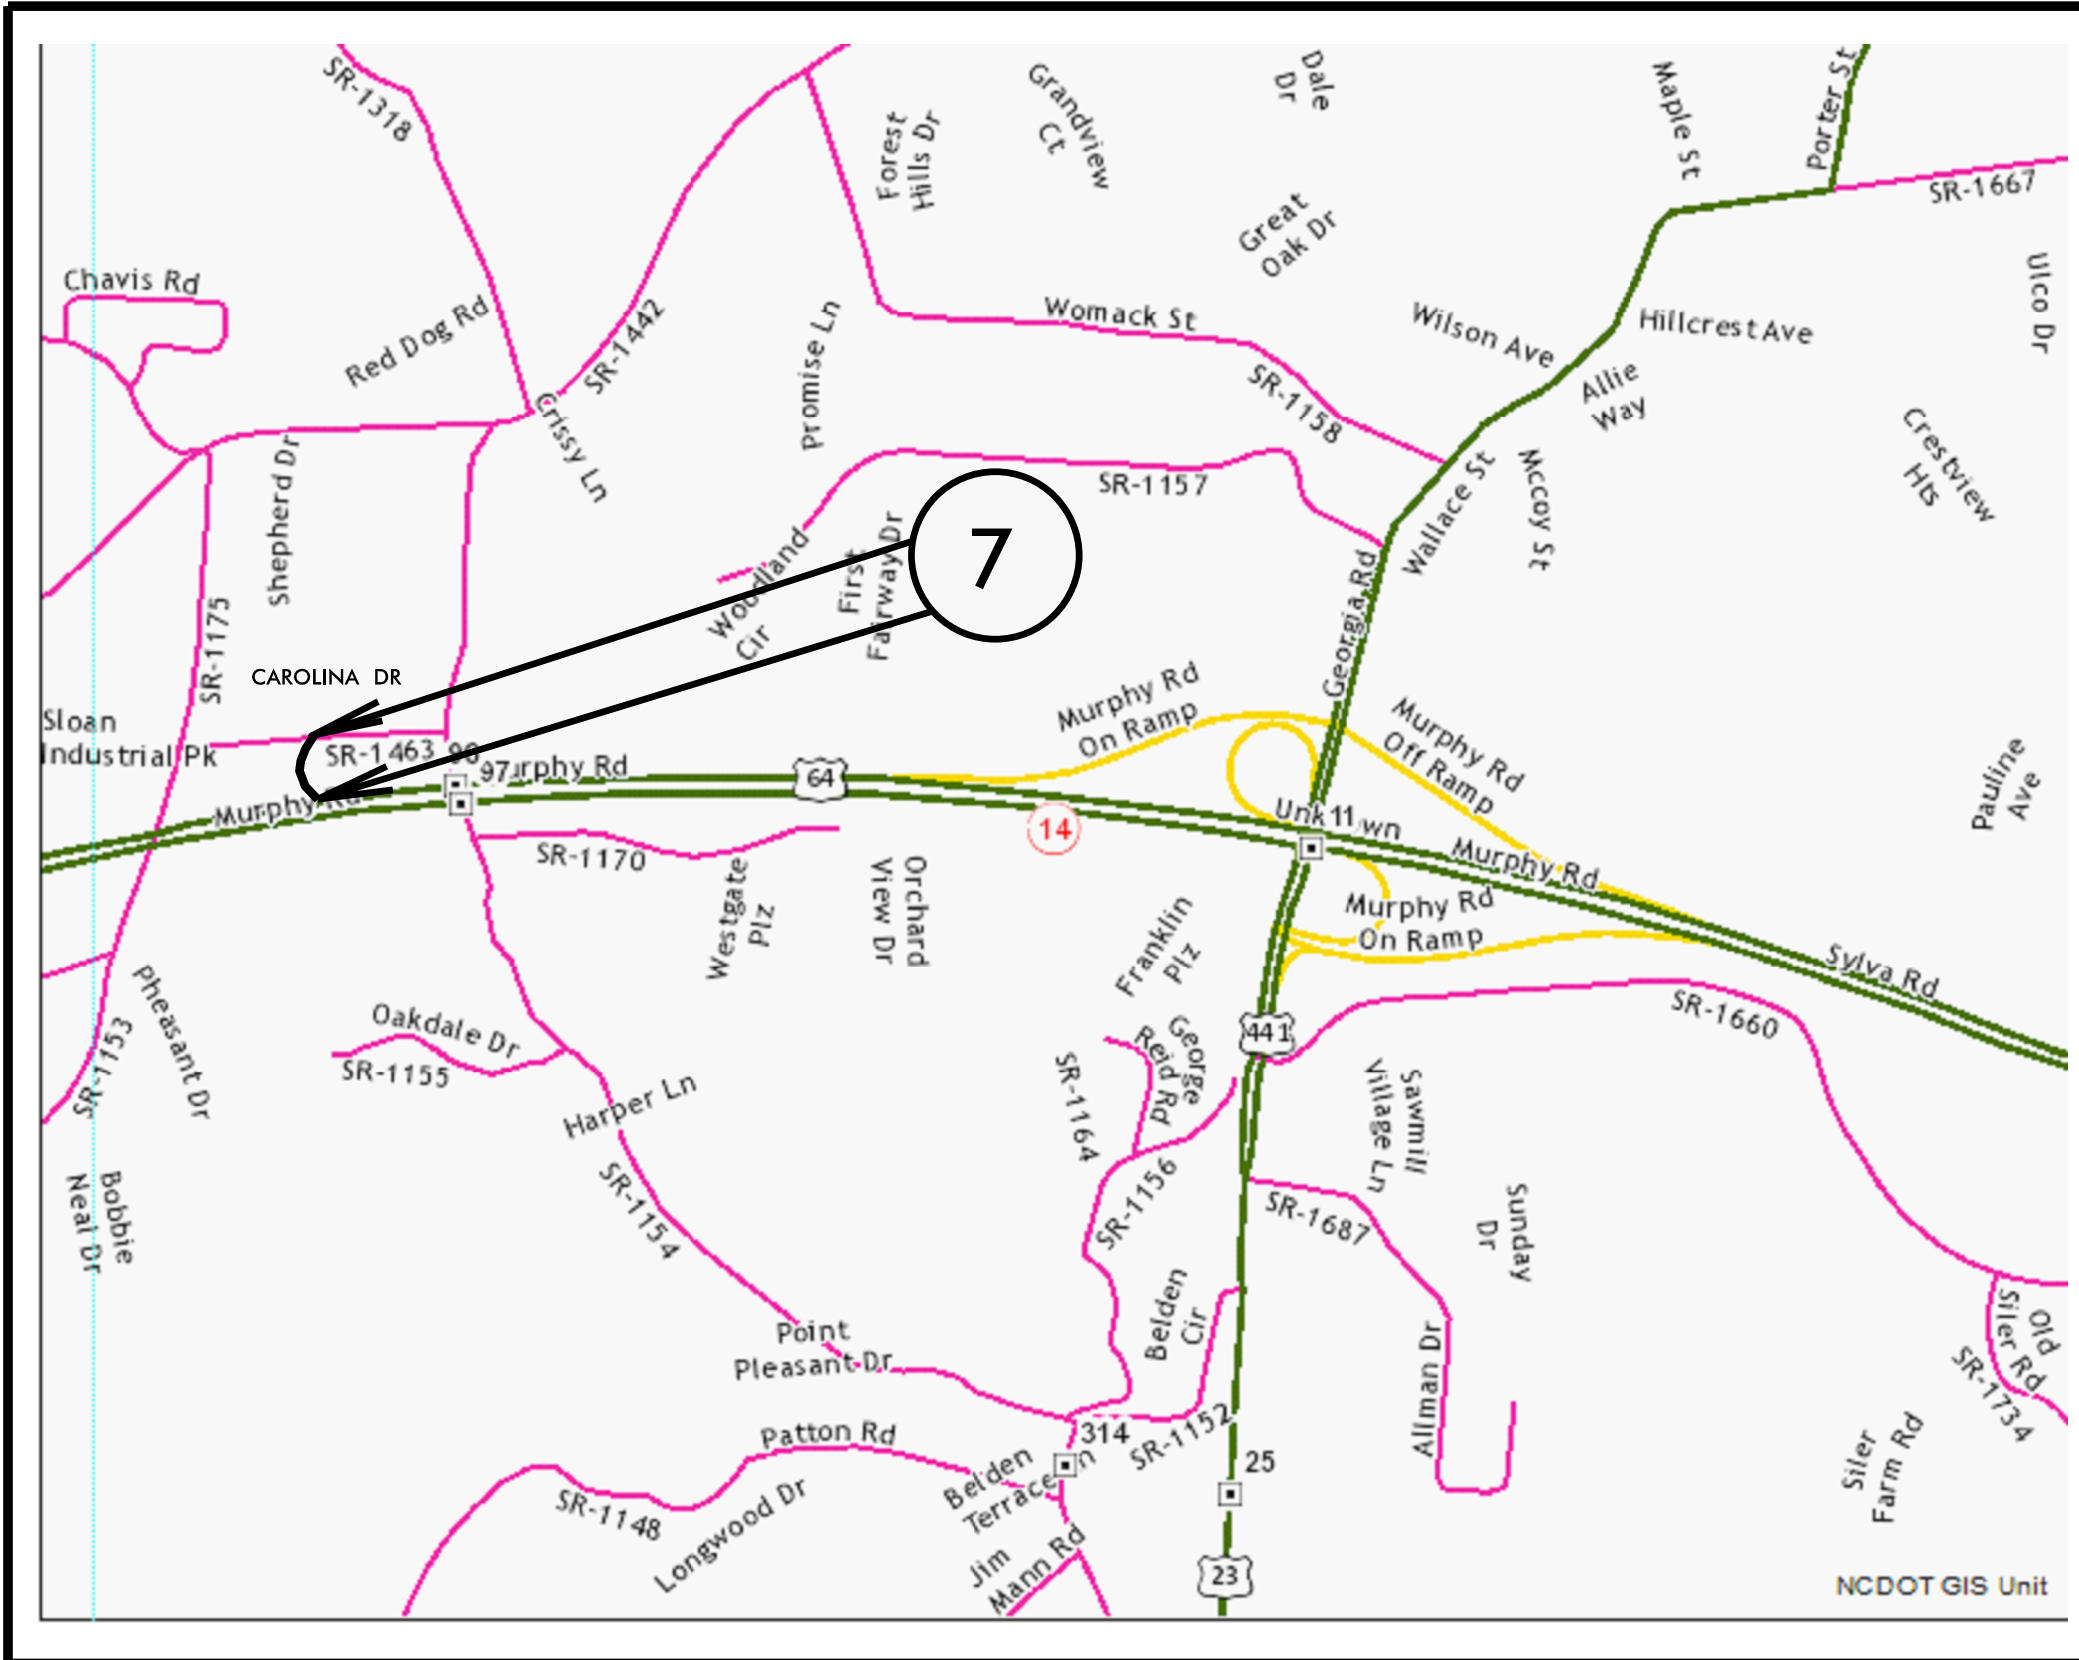 SR-1318
Forest
Hills Dr
Grandview
Ct
Dale
Dr
Maple St
Porter St
SR-1667
Great
Oak Dr
Chavis Rd
Red Dog Rd
SR-1442
Promise Ln
Womack St
Wilson Ave
Hillcrest Ave
Ulco Dr
SR-1158
Allie
Way
Crissy Ln
Shepherd Dr
SR-1157
Wallace St
Mccoy St
Crestview
Hts
7
Woodland
Cir
First
Fairway Dr
Georgia Rd
SR-1175
CAROLINA DR
Sloan
Industrial Pk
SR-1463
97
Murphy Rd
Murphy Rd
64
14
Murphy Rd
On Ramp
Murphy Rd
Off Ramp
11
Murphy Rd
Pauline
Ave
SR-1170
Westgate
Plz
Orchard
View Dr
Franklin
Plz
Murphy Rd
On Ramp
Sylva Rd
Pheasant Dr
SR-1153
Oakdale Dr
SR-1155
Harper Ln
SR-1164
George
Reid Rd
441
SR-1660
Sawmill
Village Ln
Bobbie
Neal Dr
SR-1154
SR-1156
SR-1687
Sunday
Dr
Belden
Cir
Point
Pleasant Dr
Allman Dr
Old
Siler Rd
SR-1734
Patton Rd
314
SR-1152
Belden
Terrace
25
SR-1148
Longwood Dr
Jim
Mann Rd
23
Siler
Farm Rd
NCDOT GIS Unit